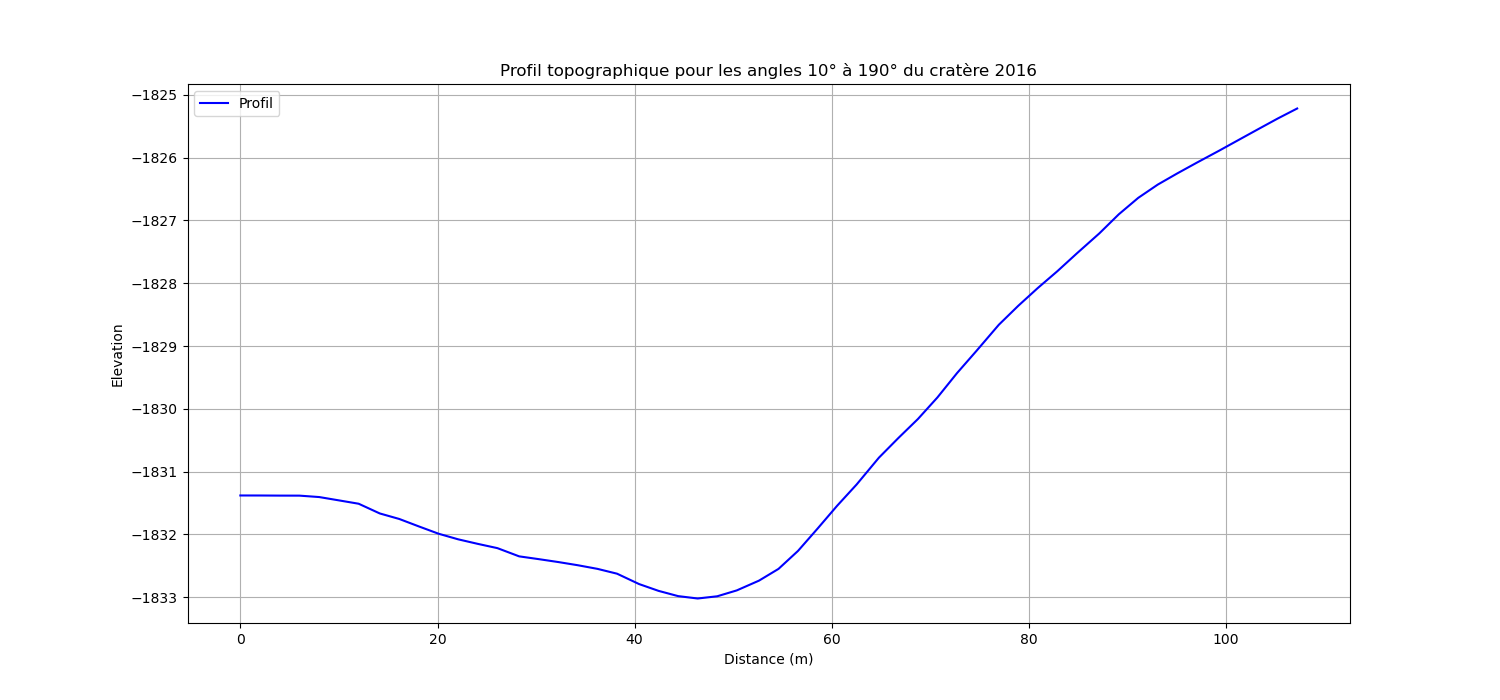 Profil topographique pour les angles 10° à 190° du cratère 2016
Profil
−1825
−1826
−1827
−1828
−1829
−1830
−1831
−1832
−1833
Elevation
0 20 40 60 80 100
Distance (m)